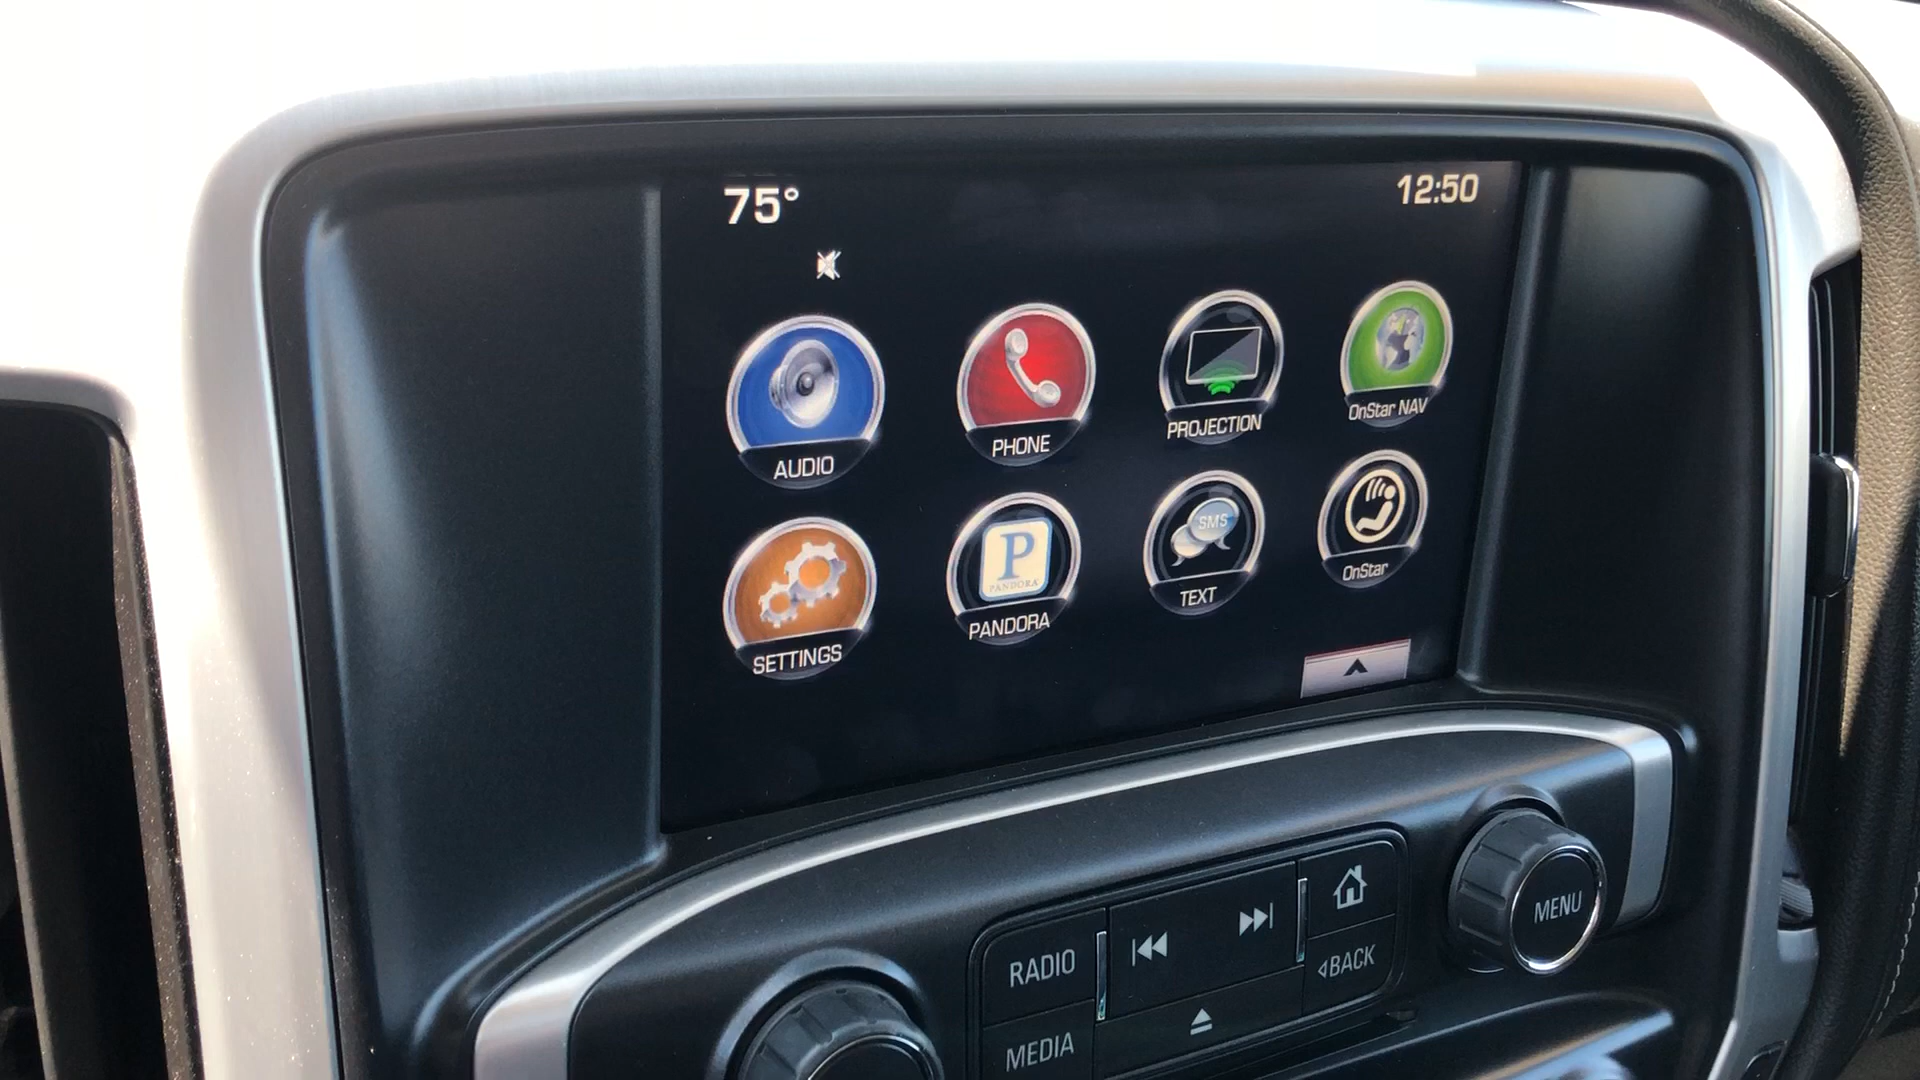 75°
12:50
AUDIO
PHONE
PROJECTION
OnStar NAV
SETTINGS
P
PANDORA
PANDORA
SMS
TEXT
OnStar
RADIO
BACK
MENU
MEDIA